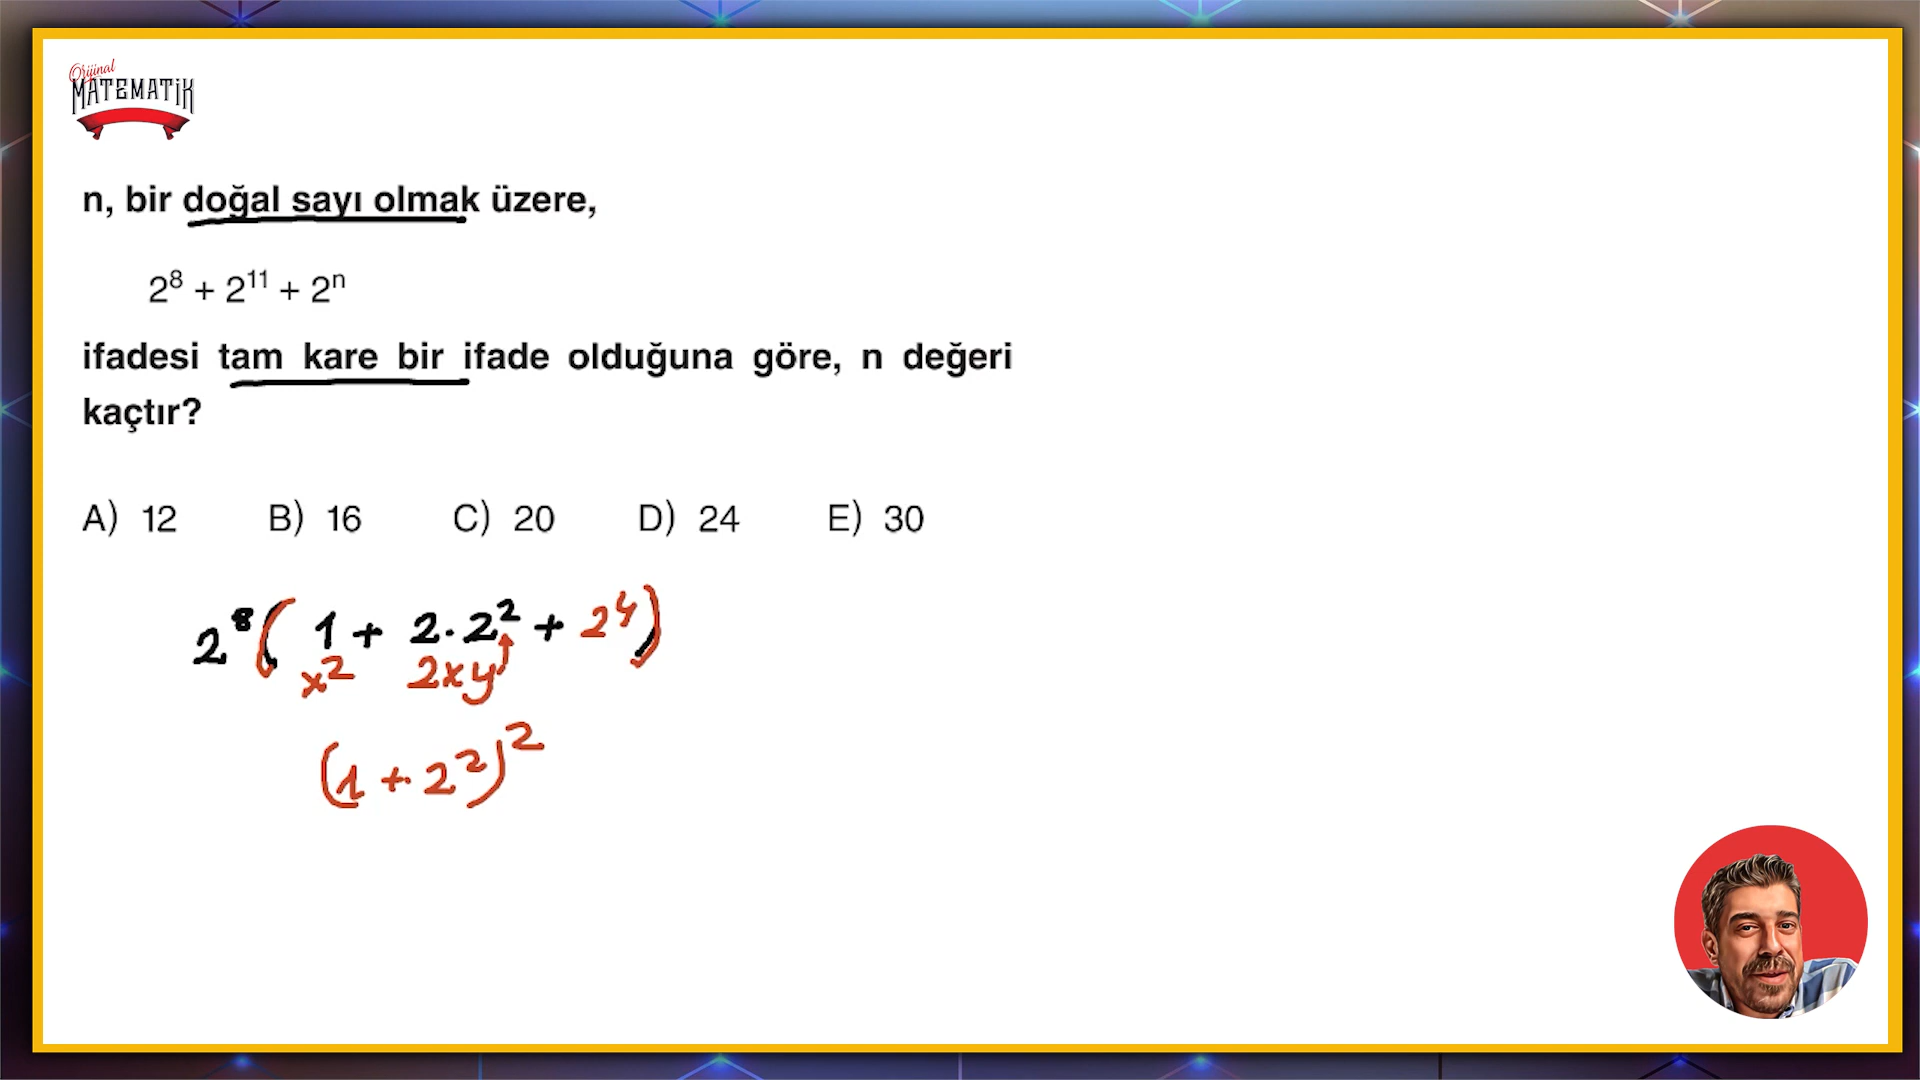 Orijinal
MATEMATİK
n, bir doğal sayı olmak üzere,
2⁸ + 2¹¹ + 2ⁿ
ifadesi tam kare bir ifade olduğuna göre, n değeri
kaçtır?
A) 12 B) 16 C) 20 D) 24 E) 30
2⁸( 1 + 2.2² + 2⁴)
x² 2xy
(1 + 2²)²